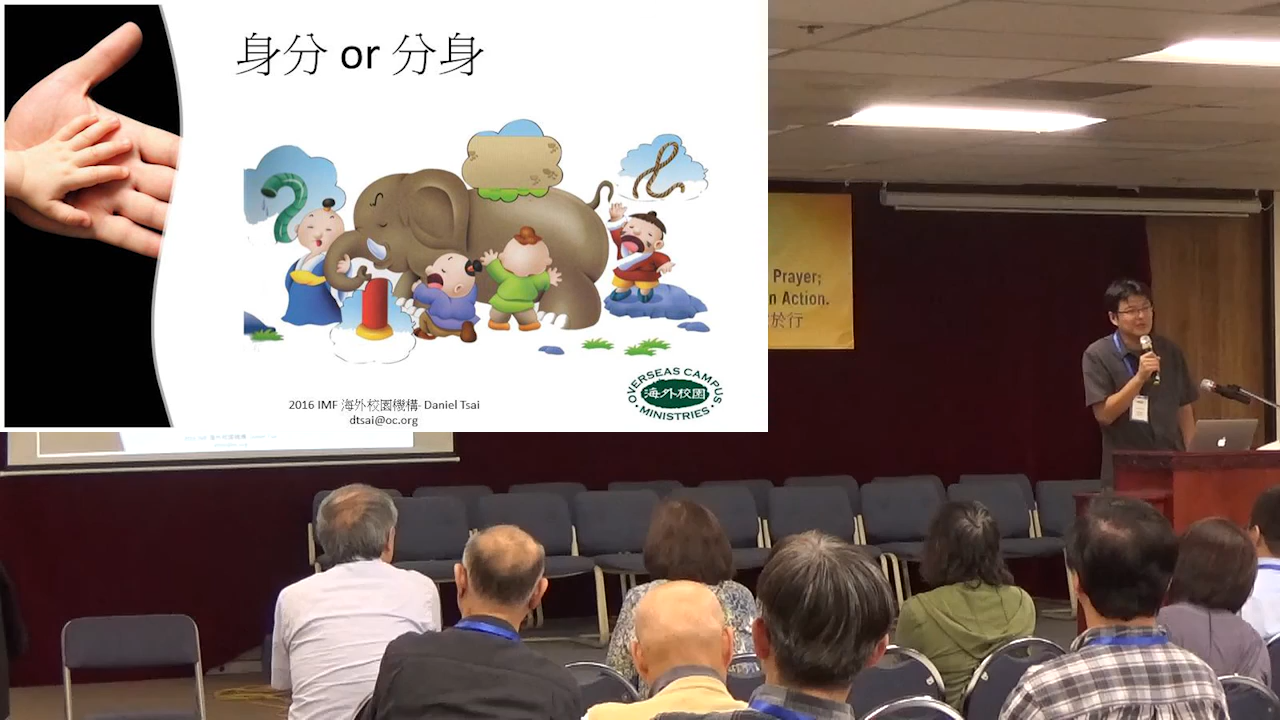 身分 or 分身
2016 IMF 海外校園機構- Daniel Tsai
dtsai@oc.org
OVERSEAS CAMPUS
海外校園
• MINISTRIES •
Prayer;
n Action.
於行